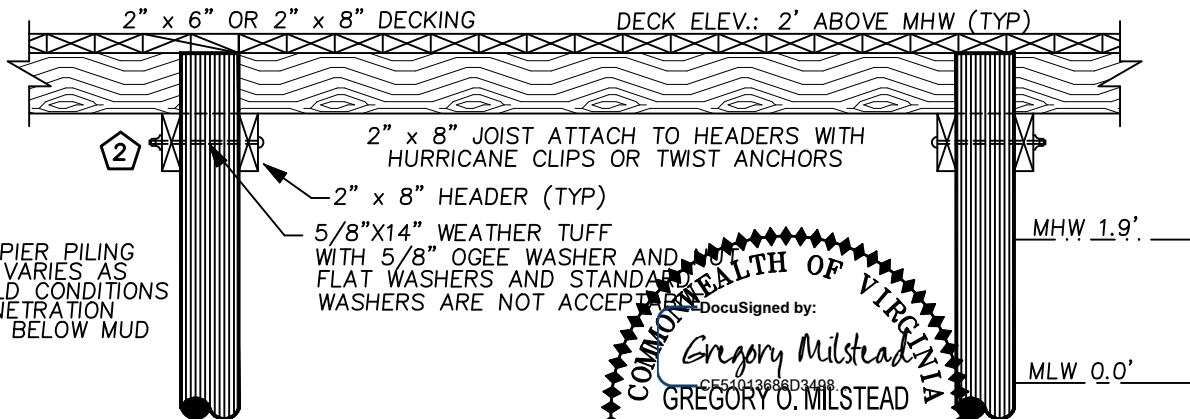 2" x 6" OR 2" x 8" DECKING
DECK ELEV.: 2' ABOVE MHW (TYP)
2
2" x 8" JOIST ATTACH TO HEADERS WITH
HURRICANE CLIPS OR TWIST ANCHORS
2" x 8" HEADER (TYP)
5/8"X14" WEATHER TUFF
WITH 5/8" OGEE WASHER AND
FLAT WASHERS AND STANDARD
WASHERS ARE NOT
PIER PILING
VARIES AS
CONDITIONS
BELOW MUD
MHW 1.9'
MLW 0.0'
COMMONWEALTH OF VIRGINIA
DocuSigned by:
Gregory Milstead
CF51013686D3498...
GREGORY O. MILSTEAD